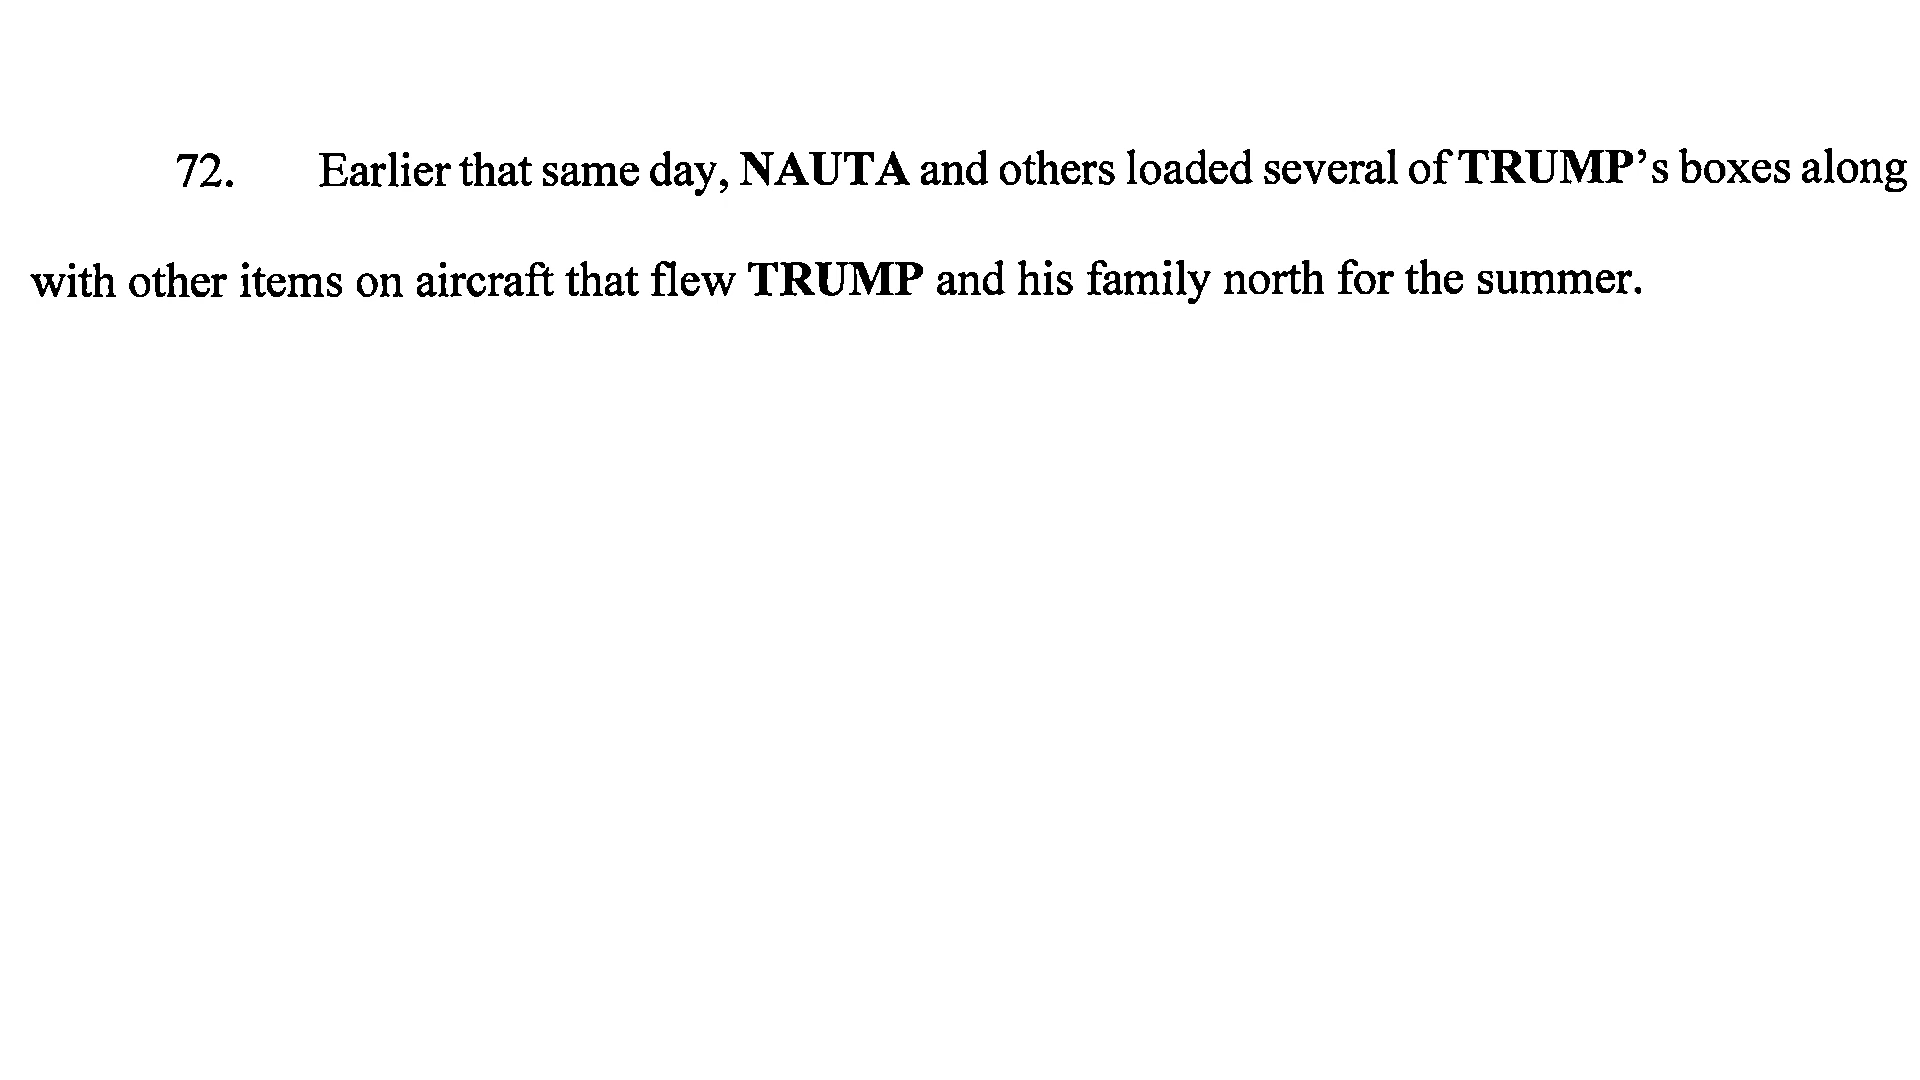 72. Earlier that same day, NAUTA and others loaded several of TRUMP’s boxes along
with other items on aircraft that flew TRUMP and his family north for the summer.